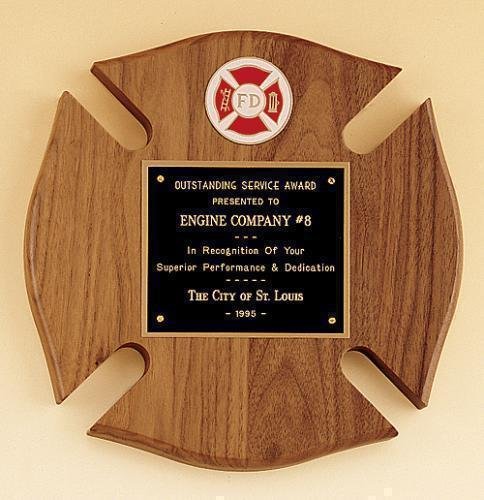 FD
OUTSTANDING SERVICE AWARD
PRESENTED TO
ENGINE COMPANY #8
- - -
In Recognition Of Your
Superior Performance & Dedication
- - - - -
THE CITY OF ST. LOUIS
- 1995 -